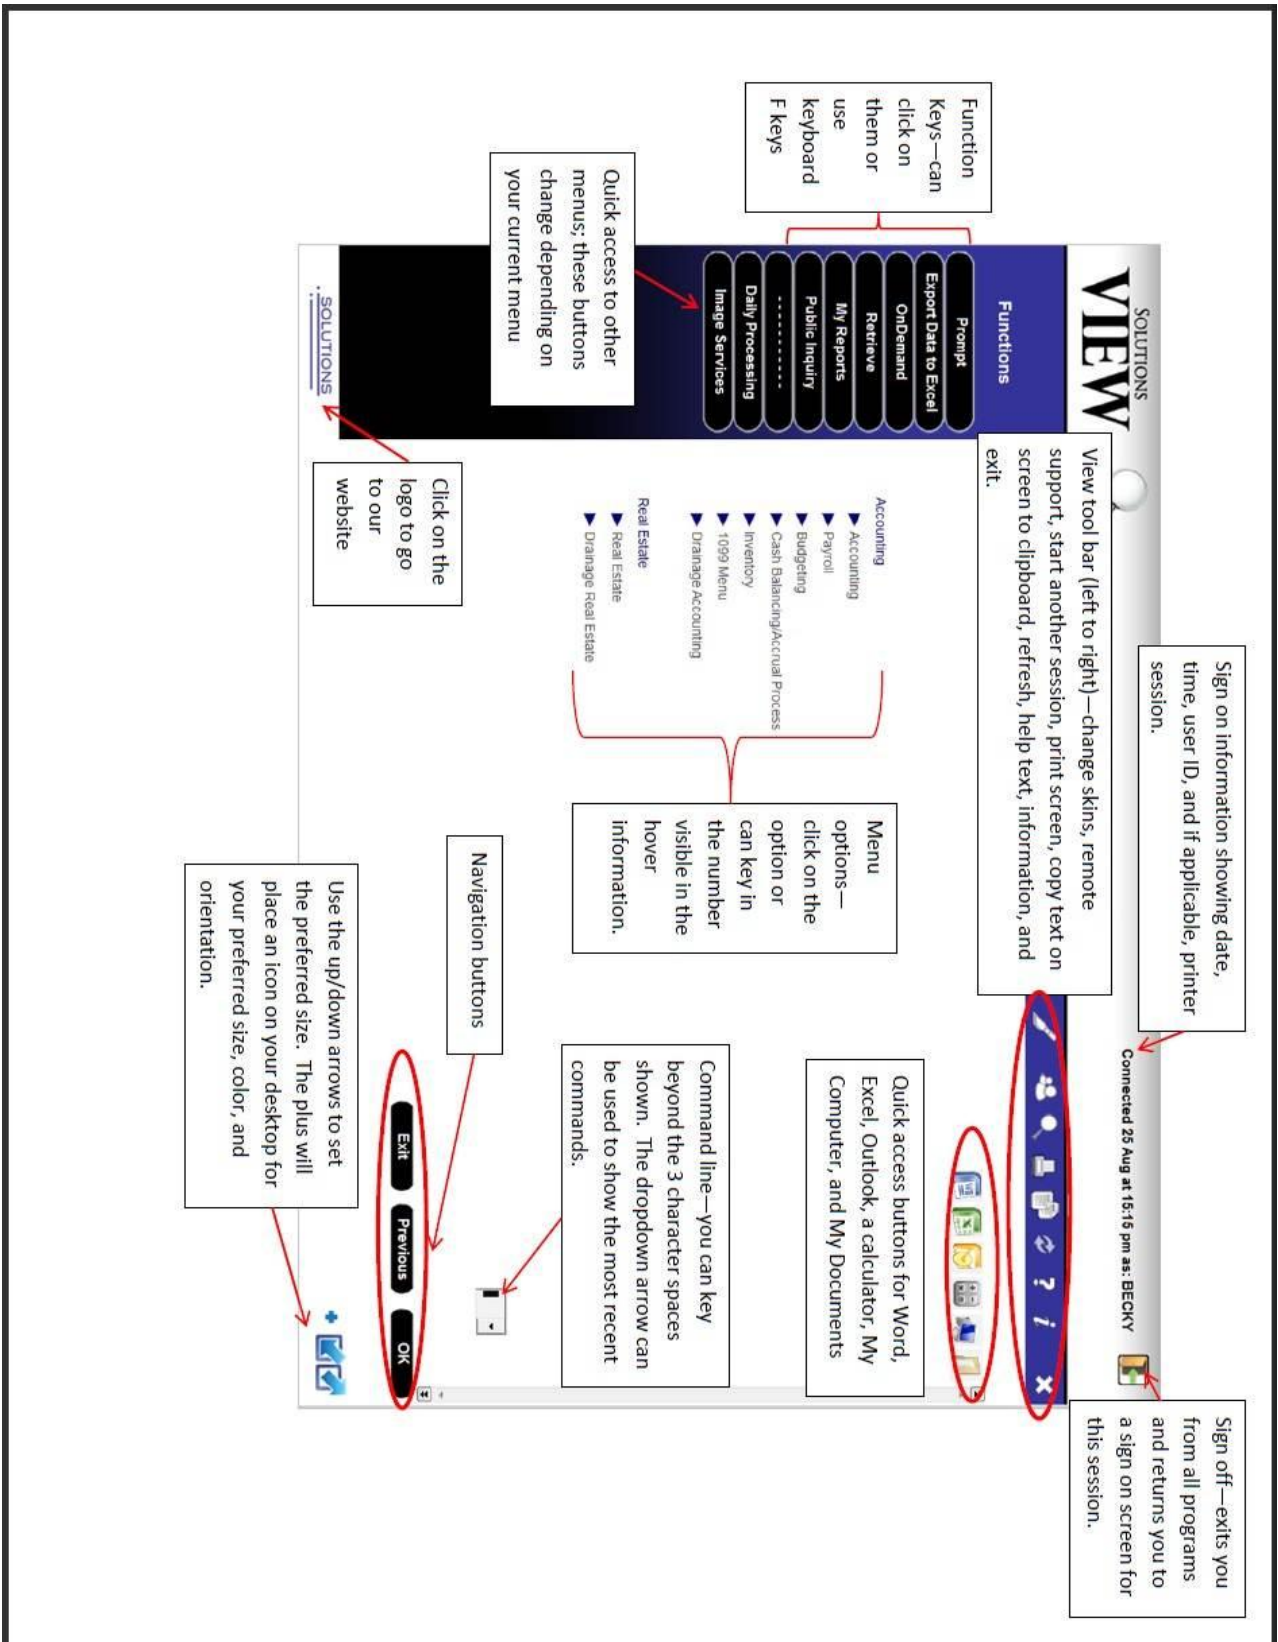 Sign on information showing date,
time, user ID, and if applicable, printer
session.
Sign off—exits you
from all programs
and returns you to
a sign on screen for
this session.
SOLUTIONS
VIEW
Connected 25 Aug at 15:15 pm as: BECKY
View tool bar (left to right)—change skins, remote
support, start another session, print screen, copy text on
screen to clipboard, refresh, help text, information, and
exit.
Function
Keys—can
click on
them or
use
keyboard
F keys
Functions
Prompt
Export Data to Excel
OnDemand
Retrieve
My Reports
Public Inquiry
----------
Daily Processing
Image Services
Quick access to other
menus; these buttons
change depending on
your current menu
Accounting
Accounting
Payroll
Budgeting
Cash Balancing/Accrual Process
Inventory
1099 Menu
Drainage Accounting
Real Estate
Real Estate
Drainage Real Estate
Menu
options—
click on the
option or
can key in
the number
visible in the
hover
information.
Quick access buttons for Word,
Excel, Outlook, a calculator, My
Computer, and My Documents
Command line—you can key
beyond the 3 character spaces
shown. The dropdown arrow can
be used to show the most recent
commands.
Navigation buttons
Exit Previous OK
Click on the
logo to go
to our
website
SOLUTIONS
Use the up/down arrows to set
the preferred size. The plus will
place an icon on your desktop for
your preferred size, color, and
orientation.